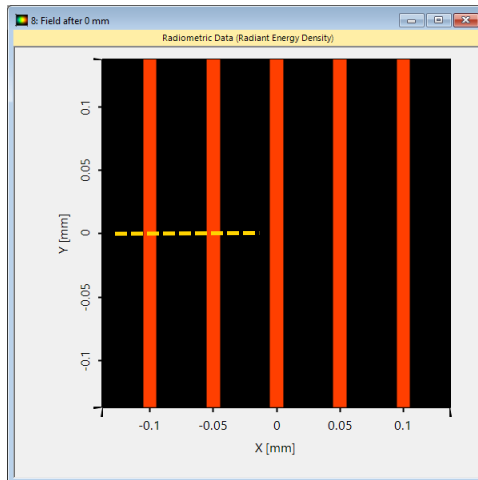 8: Field after 0 mm
Radiometric Data (Radiant Energy Density)
0.1
0.05
0
-0.05
-0.1
Y [mm]
-0.1 -0.05 0 0.05 0.1
X [mm]